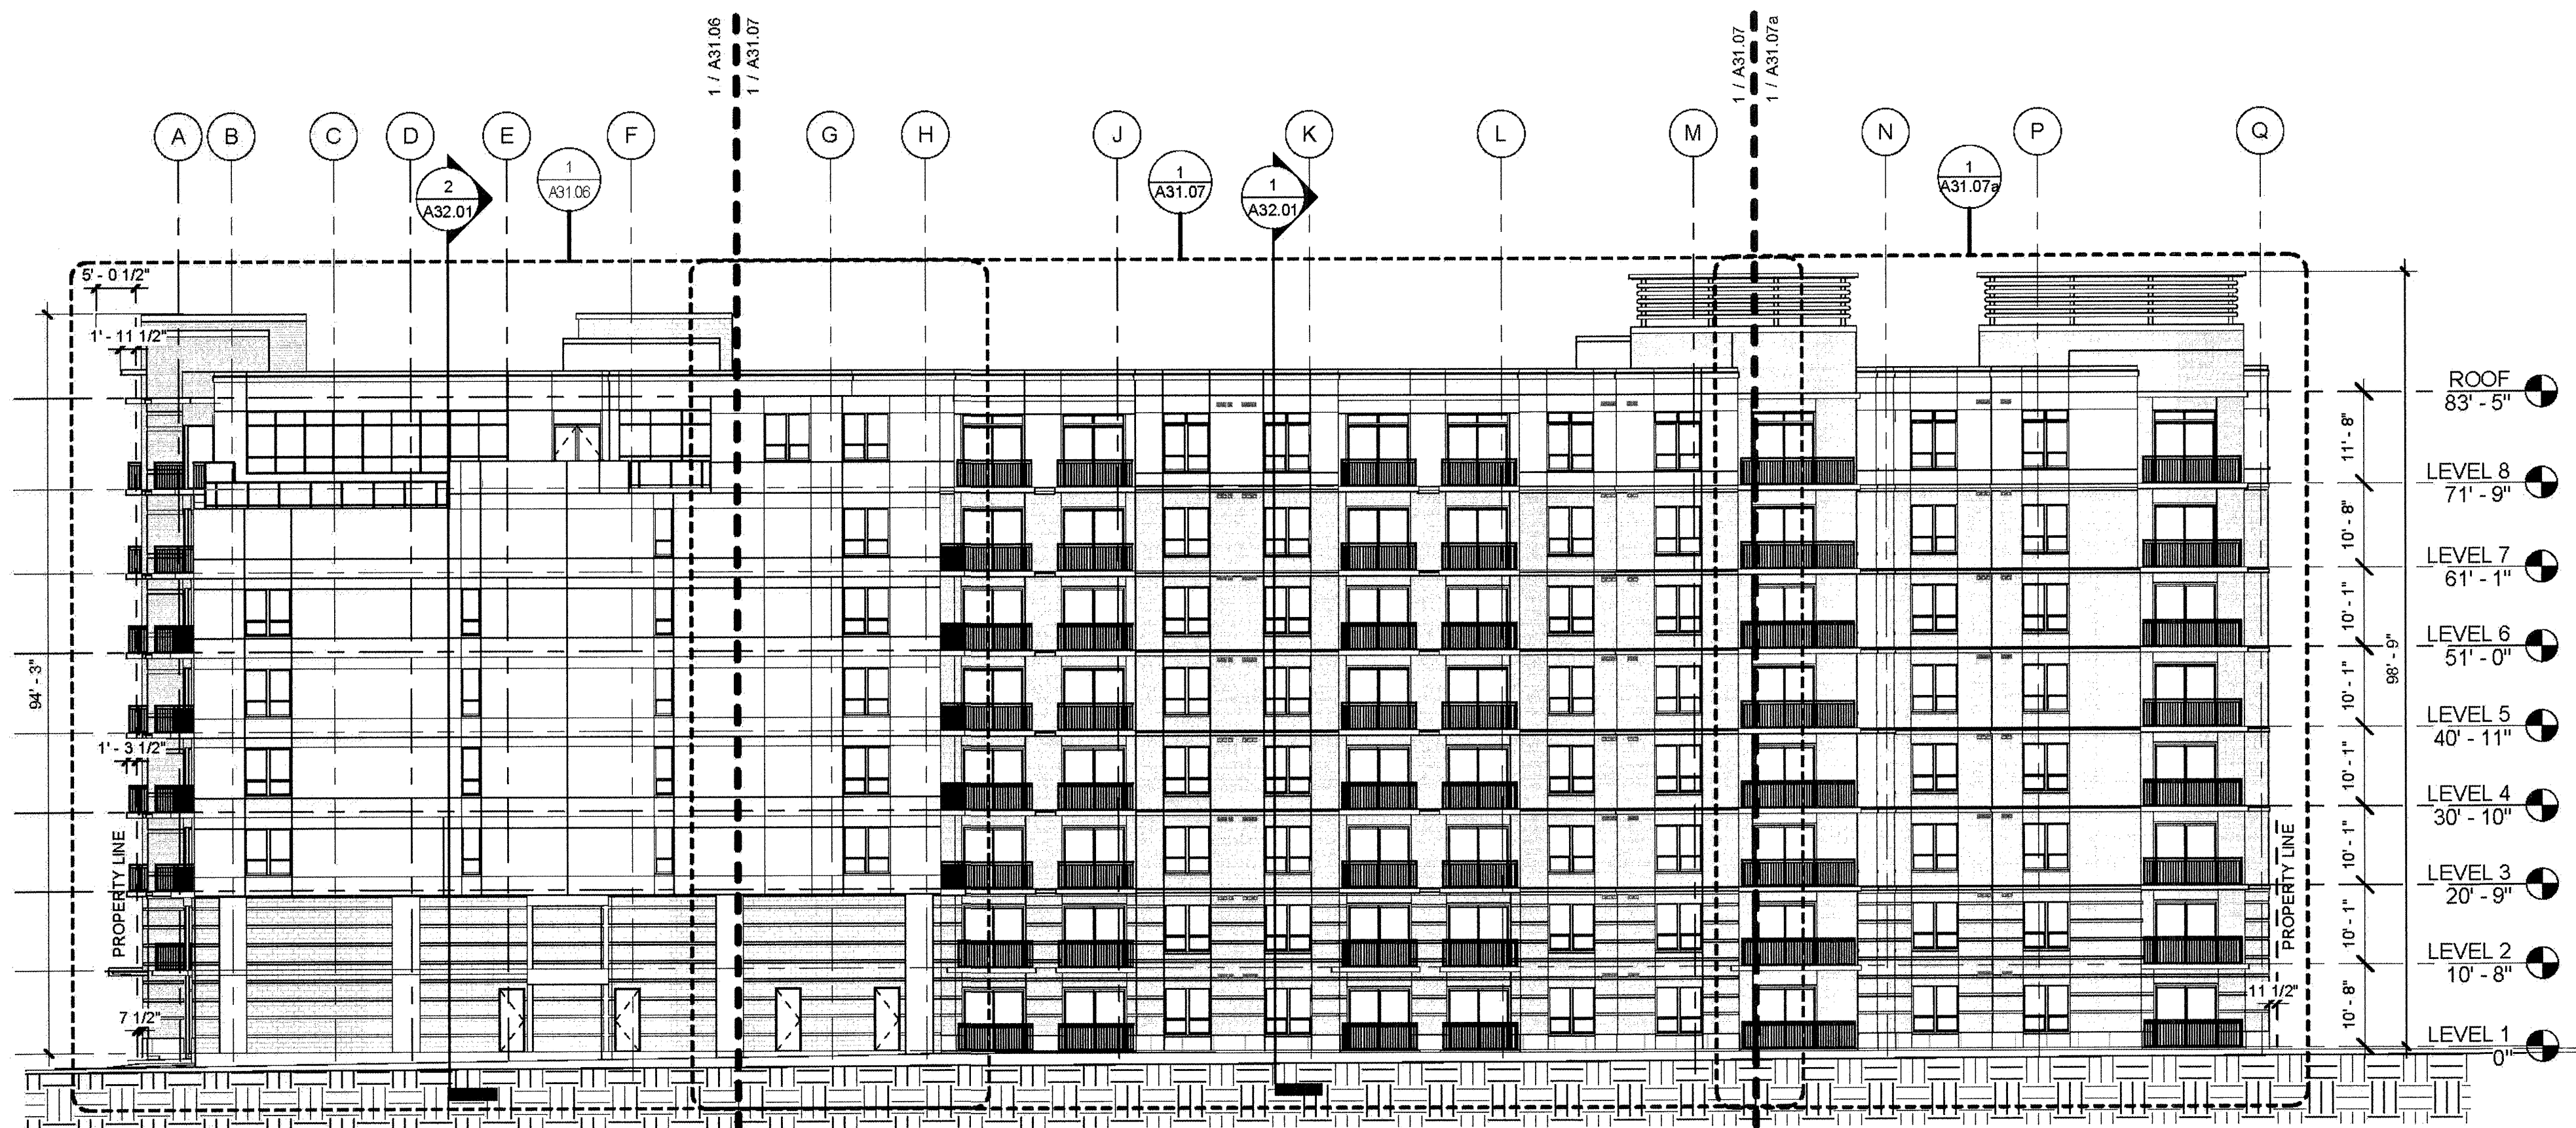 1 / A31.06
1 / A31.07
1 / A31.07
1 / A31.07a
A
B
C
D
E
F
G
H
J
K
L
M
N
P
Q
2
A32.01
1
A31.06
1
A31.07
1
A32.01
1
A31.07a
5' - 0 1/2"
1' - 11 1/2"
94' - 3"
1' - 3 1/2"
PROPERTY LINE
7 1/2"
98' - 9"
PROPERTY LINE
11 1/2"
11' - 8"
10' - 8"
10' - 1"
10' - 1"
10' - 1"
10' - 1"
10' - 1"
10' - 8"
ROOF
83' - 5"
LEVEL 8
71' - 9"
LEVEL 7
61' - 1"
LEVEL 6
51' - 0"
LEVEL 5
40' - 11"
LEVEL 4
30' - 10"
LEVEL 3
20' - 9"
LEVEL 2
10' - 8"
LEVEL 1
0"